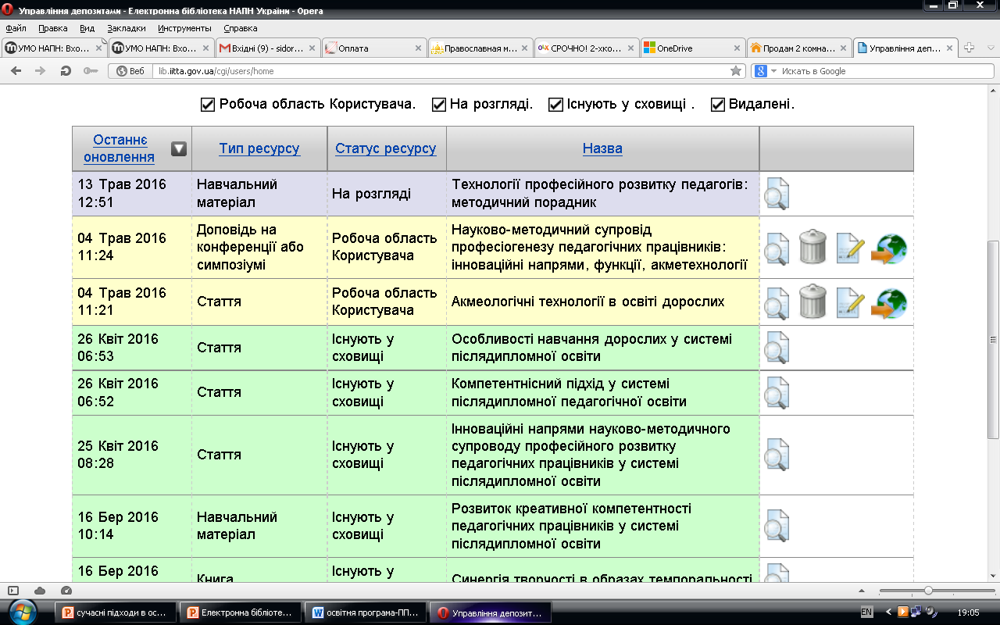 Управління депозитами - Електронна бібліотека НАПН України - Opera
Файл Правка Вид Закладки Инструменты Справка
УМО НАПН: Вхо... УМО НАПН: Вхо... Вхідні (9) - sidor... Оплата Православная м... СРОЧНО! 2-хко... OneDrive Продам 2 комна... Управління деп...
Веб lib.iitta.gov.ua/cgi/users/home Искать в Google
Робоча область Користувача. На розгляді. Існують у сховищі . Видалені.
Останнє оновлення Тип ресурсу Статус ресурсу Назва
13 Трав 2016
12:51
Навчальний
матеріал
На розгляді
Технології професійного розвитку педагогів:
методичний порадник
04 Трав 2016
11:24
Доповідь на
конференції або
симпозіумі
Робоча область
Користувача
Науково-методичний супровід
професіогенезу педагогічних працівників:
інноваційні напрями, функції, акметехнології
04 Трав 2016
11:21
Стаття
Робоча область
Користувача
Акмеологічні технології в освіті дорослих
26 Квіт 2016
06:53
Стаття
Існують у
сховищі
Особливості навчання дорослих у системі
післядипломної освіти
26 Квіт 2016
06:52
Стаття
Існують у
сховищі
Компетентнісний підхід у системі
післядипломної педагогічної освіти
25 Квіт 2016
08:28
Стаття
Існують у
сховищі
Інноваційні напрями науково-методичного
супроводу професійного розвитку
педагогічних працівників у системі
післядипломної освіти
16 Бер 2016
10:14
Навчальний
матеріал
Існують у
сховищі
Розвиток креативної компетентності
педагогічних працівників у системі
післядипломної освіти
16 Бер 2016
Книга
Існують у
Синергія творчості в образах темпоральності
сучасні підходи в ос... Електронна бібліоте... освітня програма-ПП... Управління депозит... EN 19:05